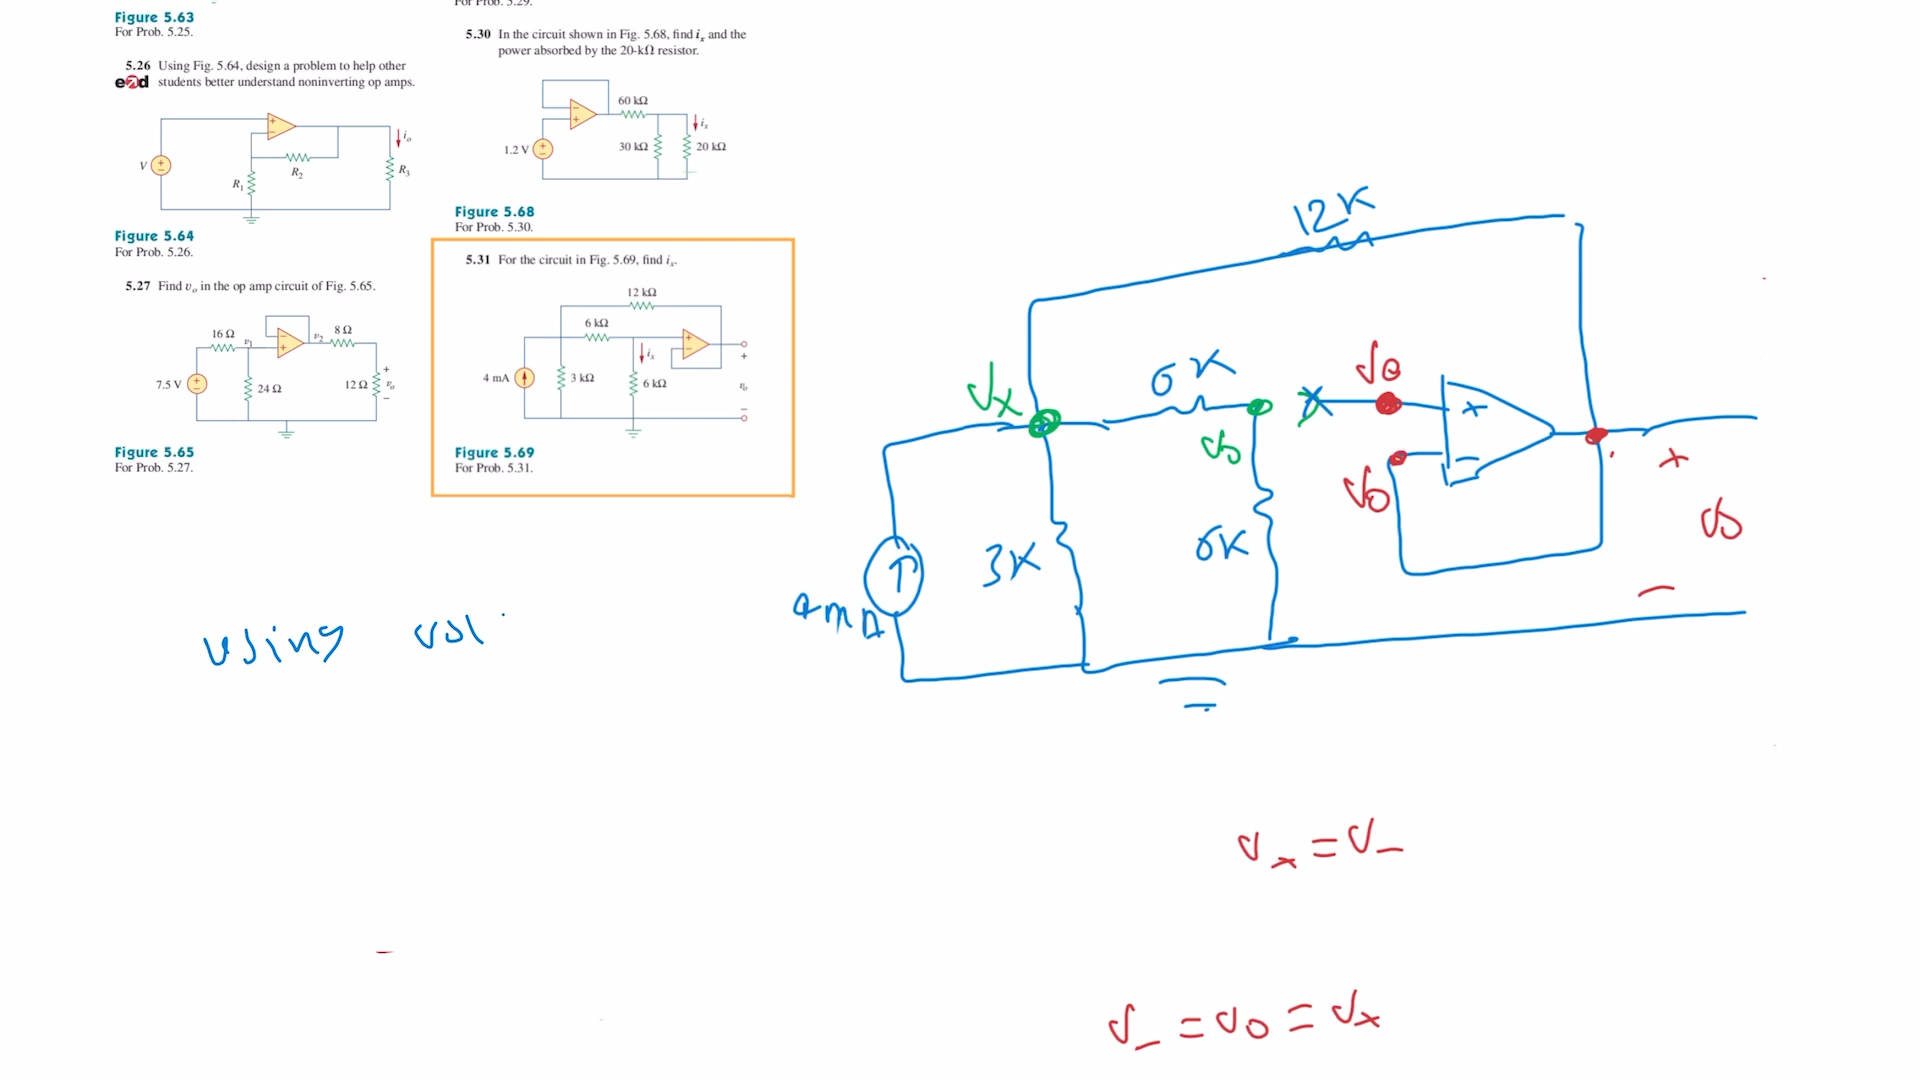 Figure 5.63
For Prob. 5.25.
5.26 Using Fig. 5.64, design a problem to help other
students better understand noninverting op amps.
V
+
−
+
−
R1
R2
io
R3
Figure 5.64
For Prob. 5.26.
5.27 Find vo in the op amp circuit of Fig. 5.65.
16 Ω
v1
v2
8 Ω
7.5 V
+
−
−
+
24 Ω
12 Ω
+
vo
−
Figure 5.65
For Prob. 5.27.
For Prob. 5.29.
5.30 In the circuit shown in Fig. 5.68, find ix and the
power absorbed by the 20-kΩ resistor.
60 kΩ
−
+
ix
1.2 V
+
−
30 kΩ
20 kΩ
Figure 5.68
For Prob. 5.30.
5.31 For the circuit in Fig. 5.69, find ix.
12 kΩ
6 kΩ
+
−
ix
+
4 mA
3 kΩ
6 kΩ
vo
−
Figure 5.69
For Prob. 5.31.
using vol
12K
Vx
6K
Vo
+
Vo
Vo
−
+
Vo
−
3K
6K
4mA
V+ = V−
V− = Vo = V+